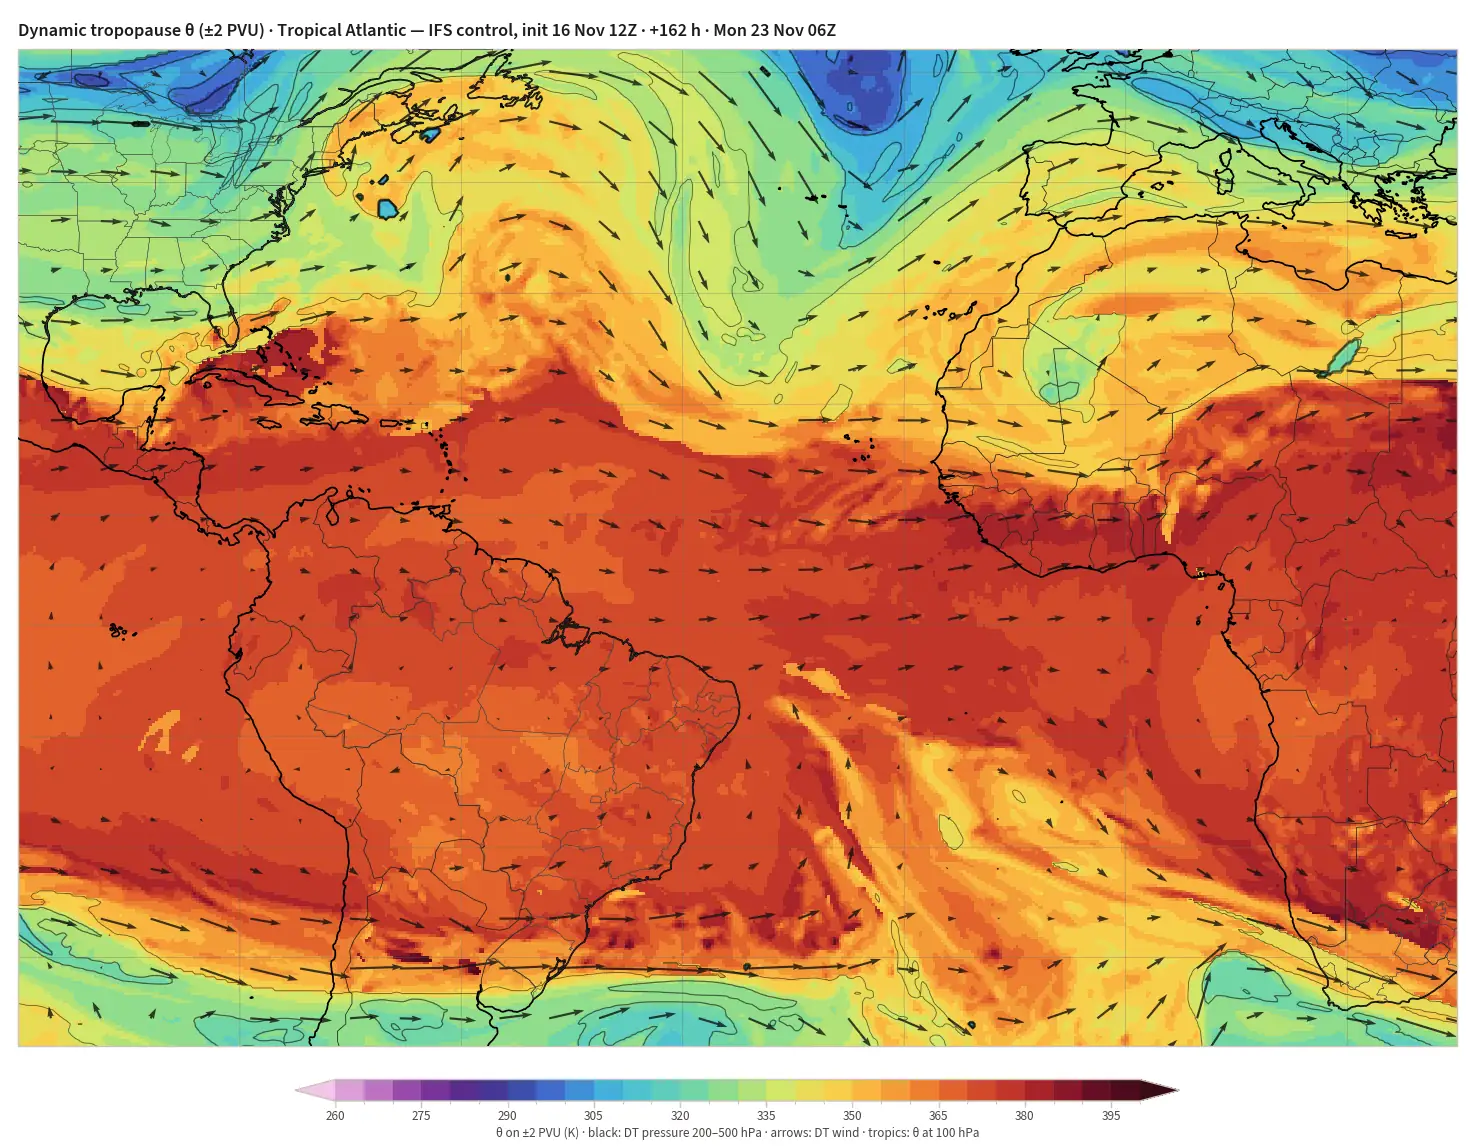 Dynamic tropopause θ (±2 PVU) · Tropical Atlantic — IFS control, init 16 Nov 12Z · +162 h · Mon 23 Nov 06Z
260 275 290 305 320 335 350 365 380 395
θ on ±2 PVU (K) · black: DT pressure 200–500 hPa · arrows: DT wind · tropics: θ at 100 hPa